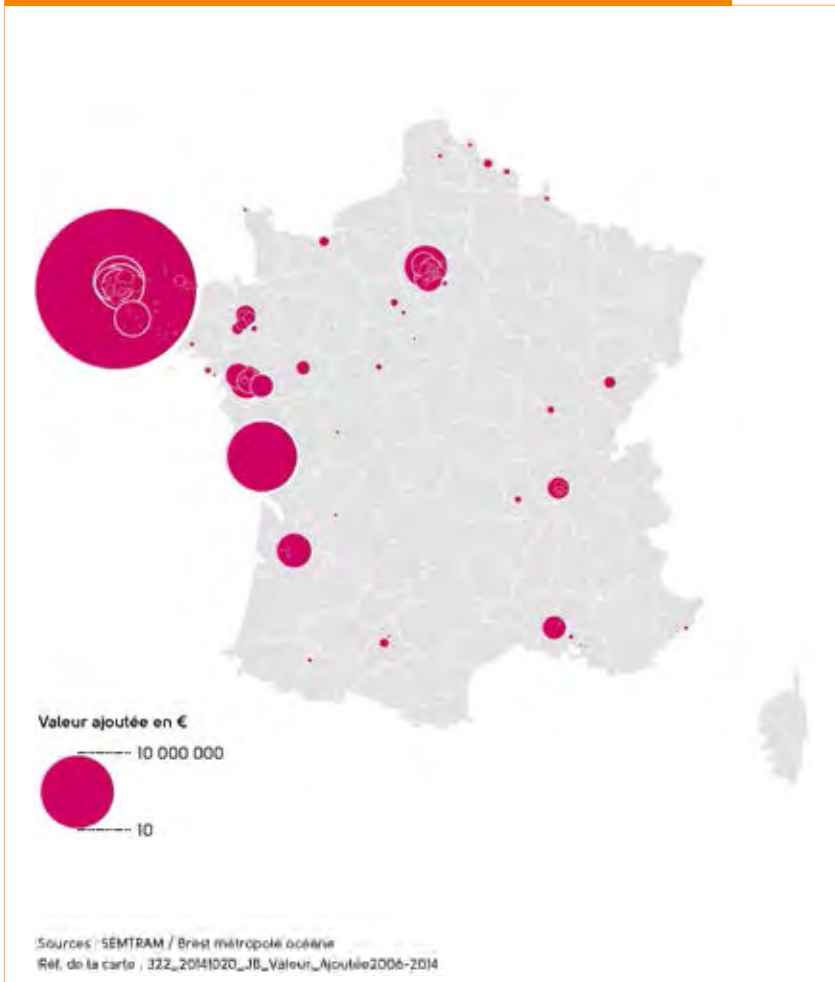 Valeur ajoutée en €
10 000 000
10
Sources : SEMTRAM / Brest métropole océane
Réf. de la carte : 322_20141020_JB_Valeur_Ajoutée2006-2014